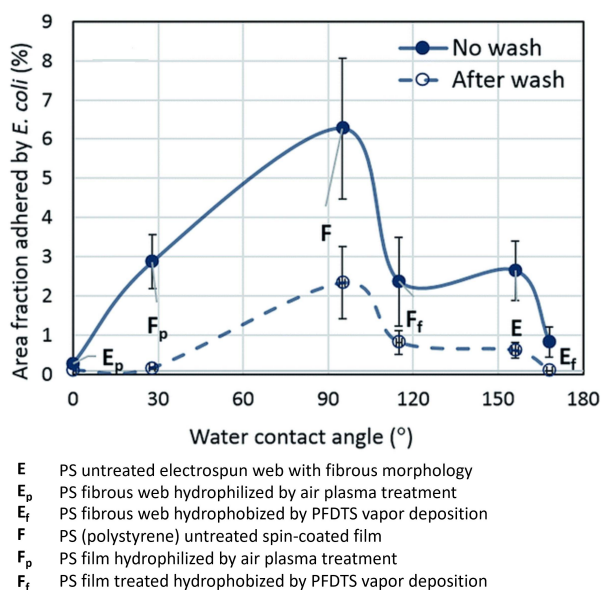 Area fraction adhered by E. coli (%)
9
8
7
6
5
4
3
2
1
0
No wash
After wash
F
Fp
Ff
E
Ep
Ef
0 30 60 90 120 150 180
Water contact angle (°)
E PS untreated electrospun web with fibrous morphology
Ep PS fibrous web hydrophilized by air plasma treatment
Ef PS fibrous web hydrophobized by PFDTS vapor deposition
F PS (polystyrene) untreated spin-coated film
Fp PS film hydrophilized by air plasma treatment
Ff PS film treated hydrophobized by PFDTS vapor deposition